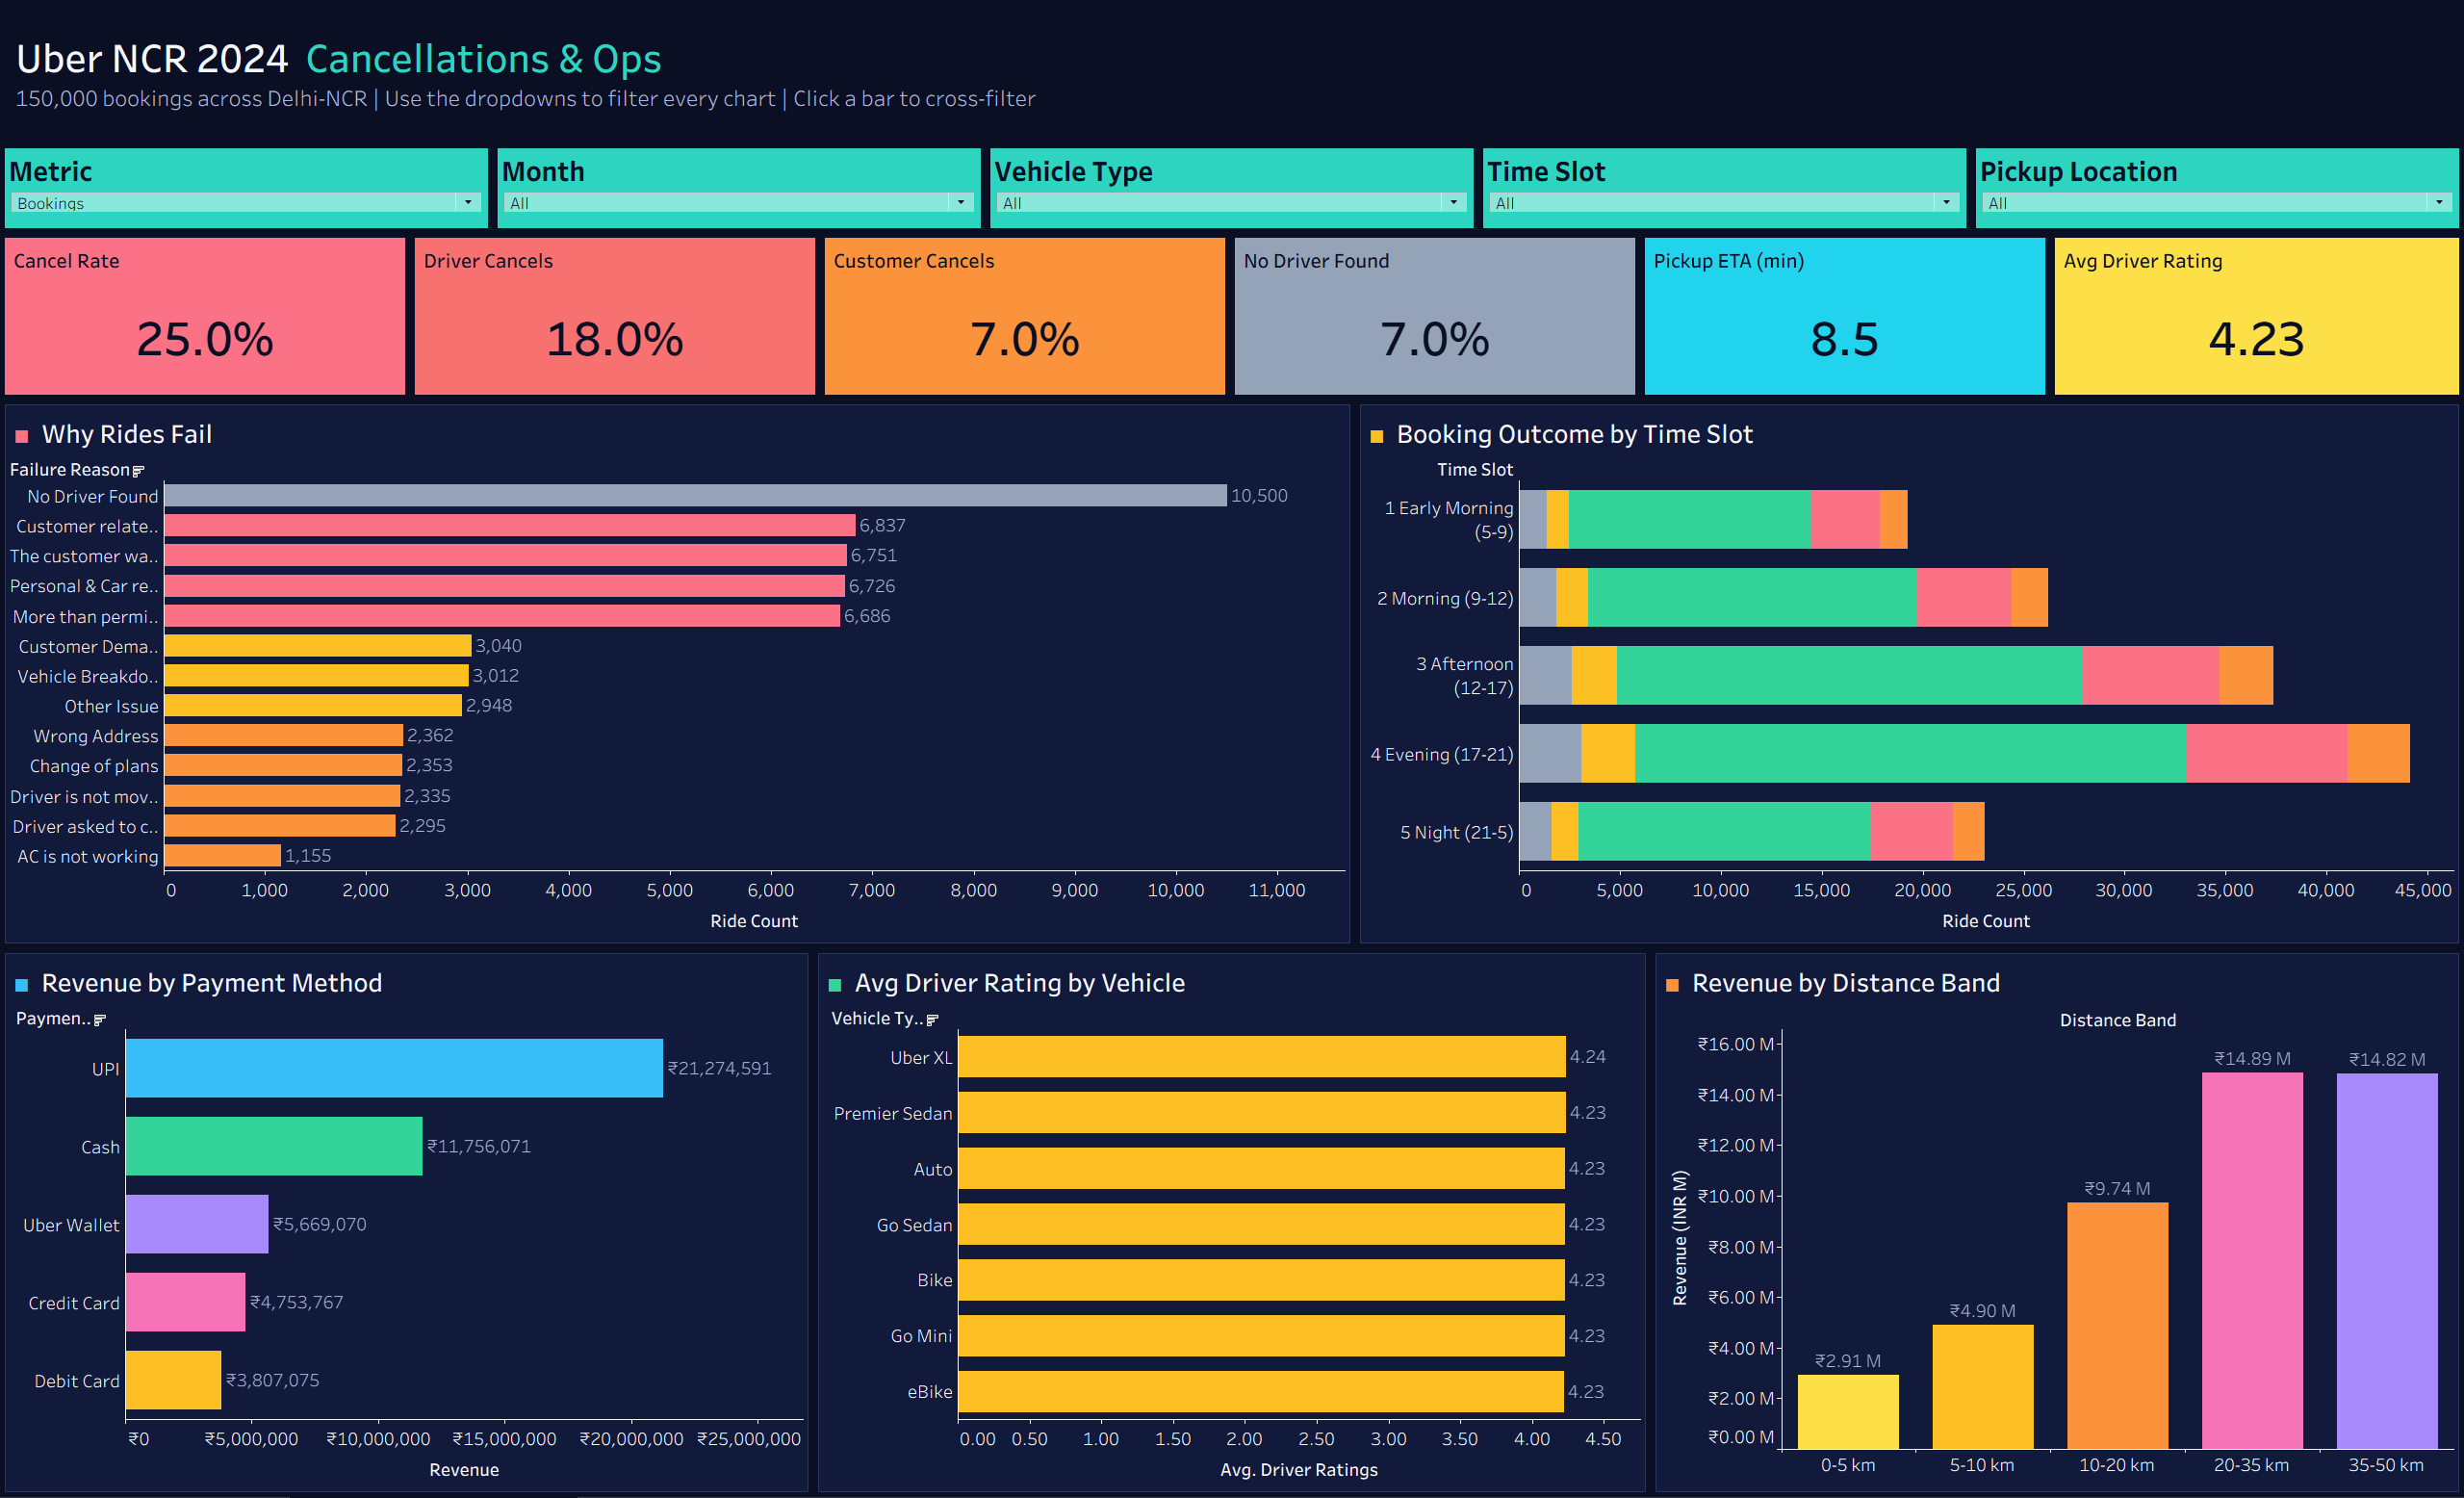 Uber NCR 2024 Cancellations & Ops
150,000 bookings across Delhi-NCR | Use the dropdowns to filter every chart | Click a bar to cross-filter
Metric
Bookings
Month
All
Vehicle Type
All
Time Slot
All
Pickup Location
All
Cancel Rate
25.0%
Driver Cancels
18.0%
Customer Cancels
7.0%
No Driver Found
7.0%
Pickup ETA (min)
8.5
Avg Driver Rating
4.23
Why Rides Fail
Failure Reason
No Driver Found 10,500
Customer relate.. 6,837
The customer wa.. 6,751
Personal & Car re.. 6,726
More than permi.. 6,686
Customer Dema.. 3,040
Vehicle Breakdo.. 3,012
Other Issue 2,948
Wrong Address 2,362
Change of plans 2,353
Driver is not mov.. 2,335
Driver asked to c.. 2,295
AC is not working 1,155
0 1,000 2,000 3,000 4,000 5,000 6,000 7,000 8,000 9,000 10,000 11,000
Ride Count
Booking Outcome by Time Slot
Time Slot
1 Early Morning
(5-9)
2 Morning (9-12)
3 Afternoon
(12-17)
4 Evening (17-21)
5 Night (21-5)
0 5,000 10,000 15,000 20,000 25,000 30,000 35,000 40,000 45,000
Ride Count
Revenue by Payment Method
Paymen..
UPI ₹21,274,591
Cash ₹11,756,071
Uber Wallet ₹5,669,070
Credit Card ₹4,753,767
Debit Card ₹3,807,075
₹0 ₹5,000,000 ₹10,000,000 ₹15,000,000 ₹20,000,000 ₹25,000,000
Revenue
Avg Driver Rating by Vehicle
Vehicle Ty..
Uber XL 4.24
Premier Sedan 4.23
Auto 4.23
Go Sedan 4.23
Bike 4.23
Go Mini 4.23
eBike 4.23
0.00 0.50 1.00 1.50 2.00 2.50 3.00 3.50 4.00 4.50
Avg. Driver Ratings
Revenue by Distance Band
Distance Band
Revenue (INR M)
₹16.00 M
₹14.00 M
₹12.00 M
₹10.00 M
₹8.00 M
₹6.00 M
₹4.00 M
₹2.00 M
₹0.00 M
₹2.91 M ₹4.90 M ₹9.74 M ₹14.89 M ₹14.82 M
0-5 km 5-10 km 10-20 km 20-35 km 35-50 km